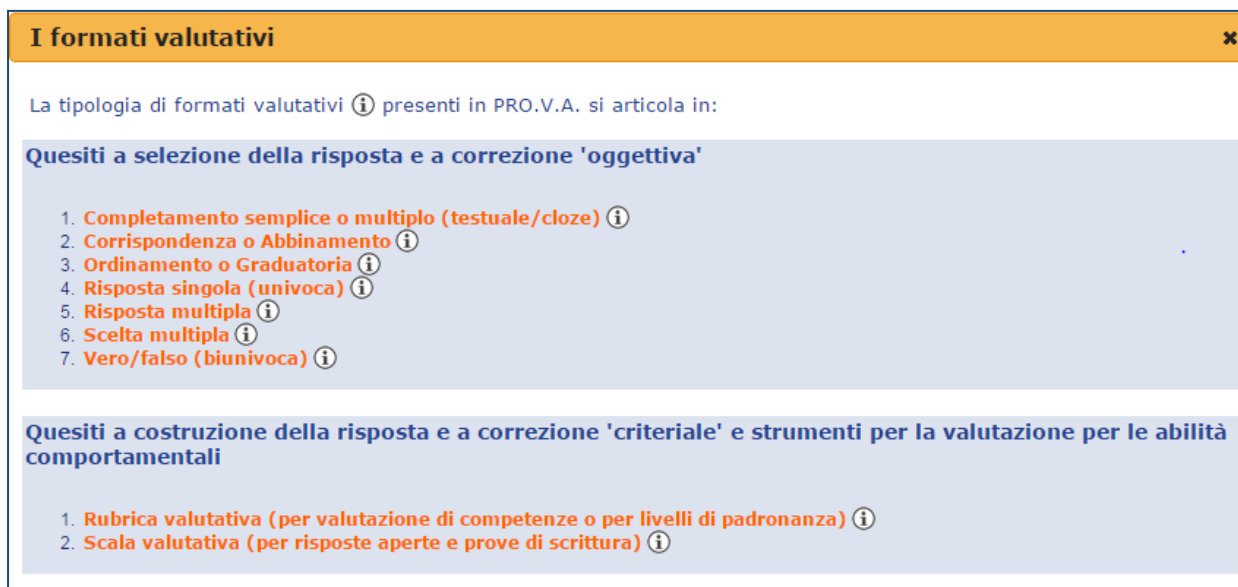 I formati valutativi
La tipologia di formati valutativi ⓘ presenti in PRO.V.A. si articola in:
Quesiti a selezione della risposta e a correzione 'oggettiva'
1. Completamento semplice o multiplo (testuale/cloze) ⓘ
2. Corrispondenza o Abbinamento ⓘ
3. Ordinamento o Graduatoria ⓘ
4. Risposta singola (univoca) ⓘ
5. Risposta multipla ⓘ
6. Scelta multipla ⓘ
7. Vero/falso (biunivoca) ⓘ
Quesiti a costruzione della risposta e a correzione 'criteriale' e strumenti per la valutazione per le abilità
comportamentali
1. Rubrica valutativa (per valutazione di competenze o per livelli di padronanza) ⓘ
2. Scala valutativa (per risposte aperte e prove di scrittura) ⓘ